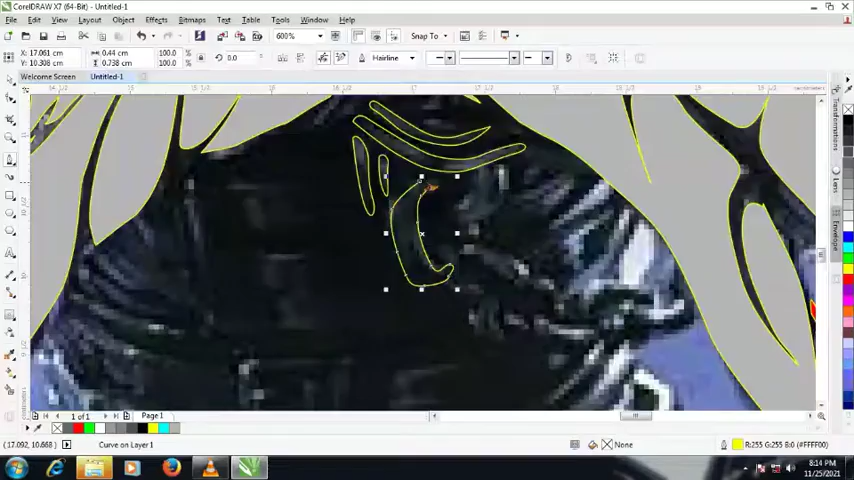 CorelDRAW X7 (64-Bit) - Untitled-1
File Edit View Layout Object Effects Bitmaps Text Table Tools Window Help
600% Snap To
X: 17.061 cm 0.44 cm 100.0 0.0 Hairline
Y: 10.308 cm 0.738 cm 100.0
Welcome Screen Untitled-1
centimeters
Transformations
1 of 1 Page 1
(17.092, 10.668) Curve on Layer 1 None R:255 G:255 B:0 (#FFFF00)
8:14 PM
11/25/2021